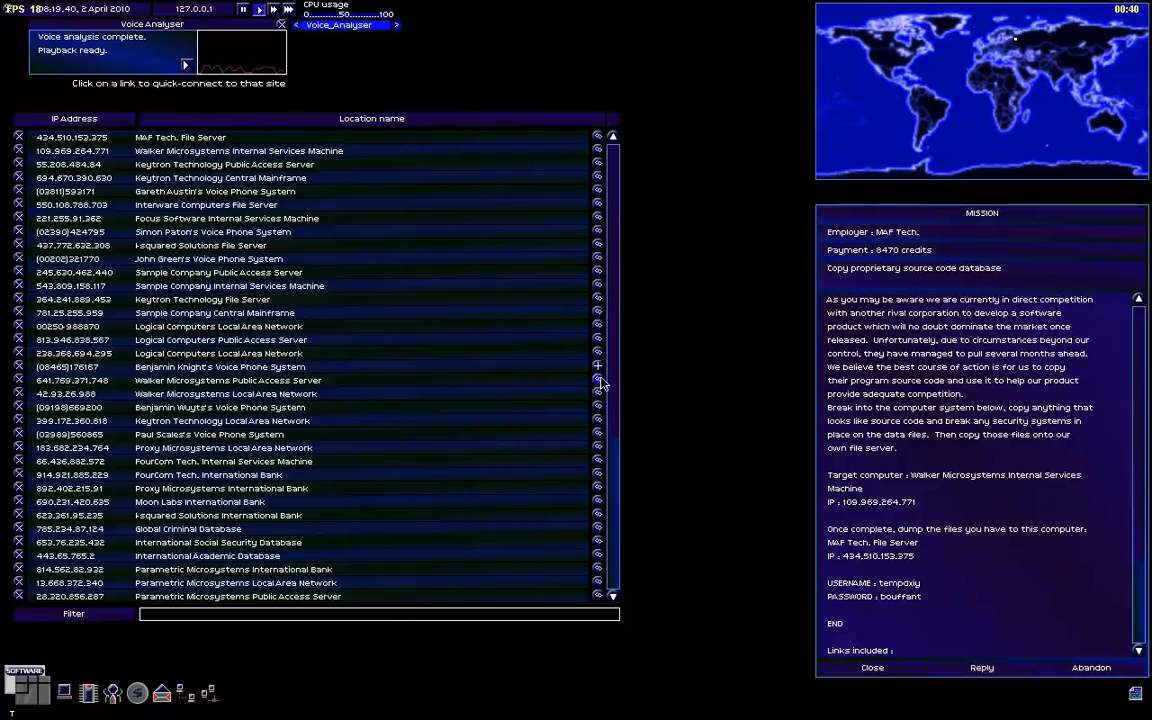 FPS 18
08:19.40, 2 April 2010
127.0.0.1
CPU usage
0........50........100
Voice Analyser
< Voice_Analyser >
Voice analysis complete.
Playback ready.
Click on a link to quick-connect to that site
IP Address Location name
434.510.153.375 MAF Tech. File Server
109.969.264.771 Walker Microsystems Internal Services Machine
55.208.484.84 Keytron Technology Public Access Server
694.670.390.630 Keytron Technology Central Mainframe
(03811)593171 Gareth Austin's Voice Phone System
550.108.788.703 Interware Computers File Server
221.255.91.362 Focus Software Internal Services Machine
(02390)424795 Simon Paton's Voice Phone System
437.772.632.308 I-squared Solutions File Server
(00202)321770 John Green's Voice Phone System
245.630.462.440 Sample Company Public Access Server
543.809.158.117 Sample Company Internal Services Machine
364.241.889.453 Keytron Technology File Server
781.25.255.959 Sample Company Central Mainframe
00250-988870 Logical Computers Local Area Network
813.946.838.567 Logical Computers Public Access Server
238.368.694.295 Logical Computers Local Area Network
(08465)176167 Benjamin Knight's Voice Phone System
641.769.371.748 Walker Microsystems Public Access Server
42.93.26.988 Walker Microsystems Local Area Network
(09198)669200 Benjamin Wuyts's Voice Phone System
399.172.360.818 Keytron Technology Local Area Network
(03989)560865 Paul Scales's Voice Phone System
183.682.234.764 Proxy Microsystems Local Area Network
66.436.882.572 FourCom Tech. Internal Services Machine
914.921.885.229 FourCom Tech. International Bank
892.402.215.91 Proxy Microsystems International Bank
690.231.420.635 Moon Labs International Bank
623.361.95.235 I-squared Solutions International Bank
785.234.87.124 Global Criminal Database
653.76.235.432 International Social Security Database
443.65.765.2 International Academic Database
814.562.82.932 Parametric Microsystems International Bank
13.668.372.340 Parametric Microsystems Local Area Network
28.320.856.287 Parametric Microsystems Public Access Server
Filter
SOFTWARE
T
00:40
MISSION
Employer : MAF Tech.
Payment : 8470 credits
Copy proprietary source code database
As you may be aware we are currently in direct competition
with another rival corporation to develop a software
product which will no doubt dominate the market once
released. Unfortunately, due to circumstances beyond our
control, they have managed to pull several months ahead.
We believe the best course of action is for us to copy
their program source code and use it to help our product
provide adequate competition.
Break into the computer system below, copy anything that
looks like source code and break any security systems in
place on the data files. Then copy those files onto our
own file server.
Target computer : Walker Microsystems Internal Services
Machine
IP : 109.969.264.771
Once complete, dump the files you have to this computer:
MAF Tech. File Server
IP : 434.510.153.375
USERNAME : tempdxiy
PASSWORD : bouffant
END
Links included :
Close Reply Abandon